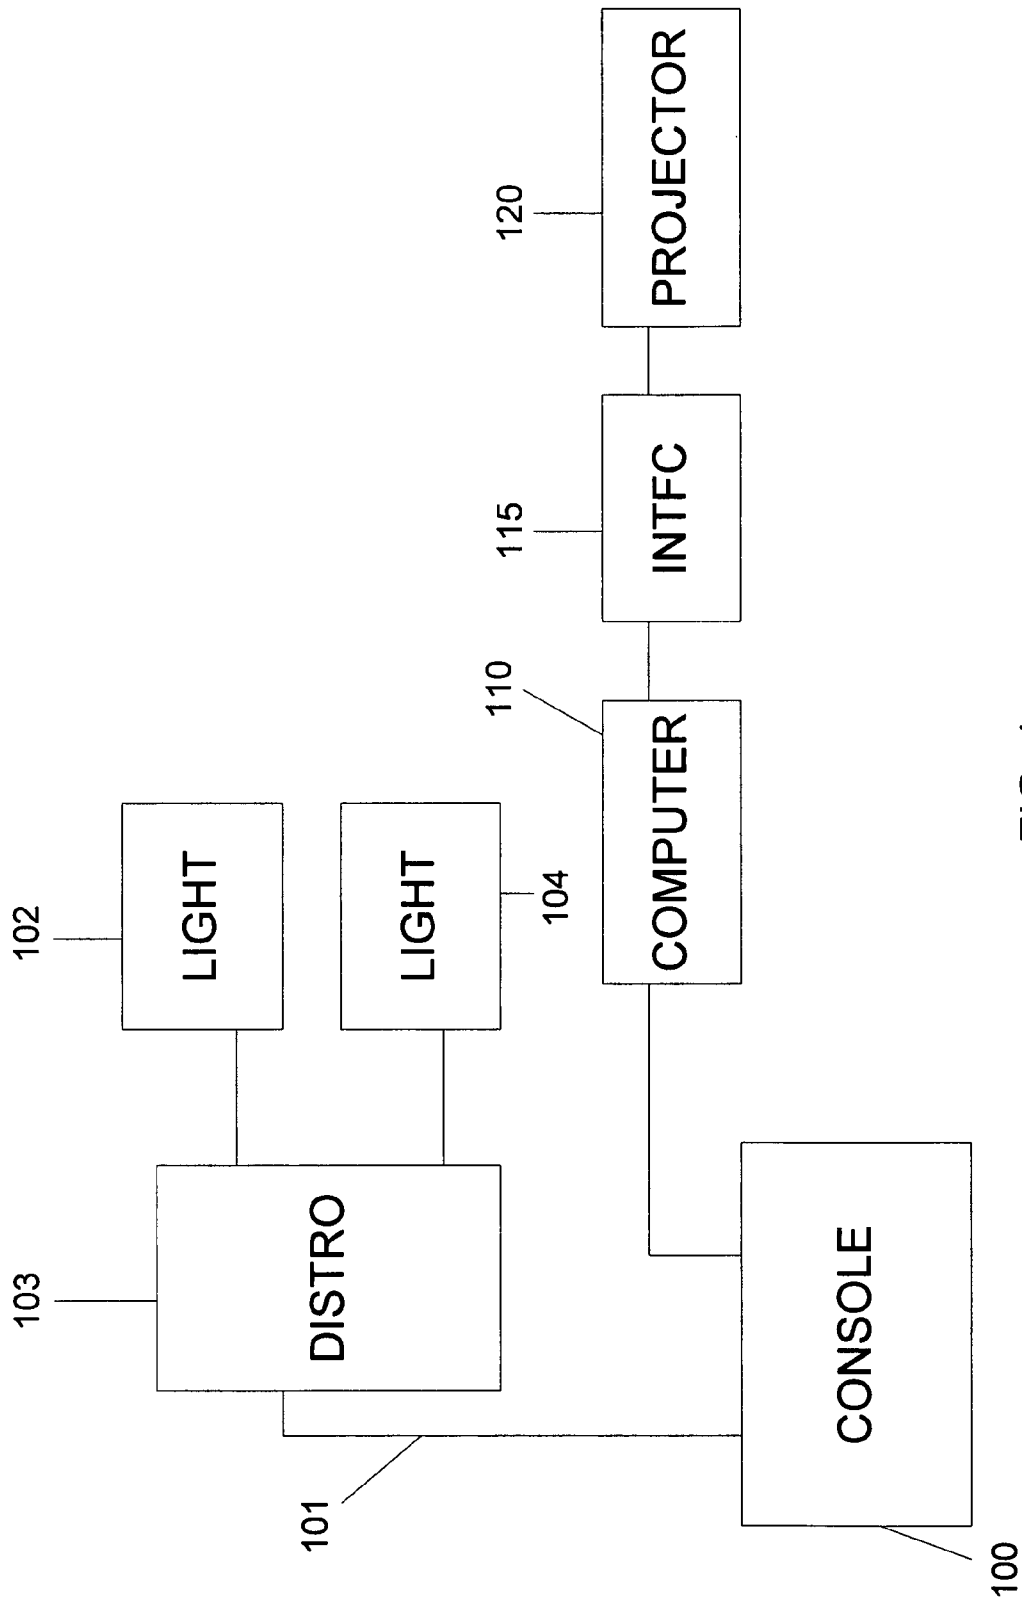 103
102
LIGHT
101
DISTRO
LIGHT
104
110
115
120
COMPUTER
INTFC
PROJECTOR
CONSOLE
100